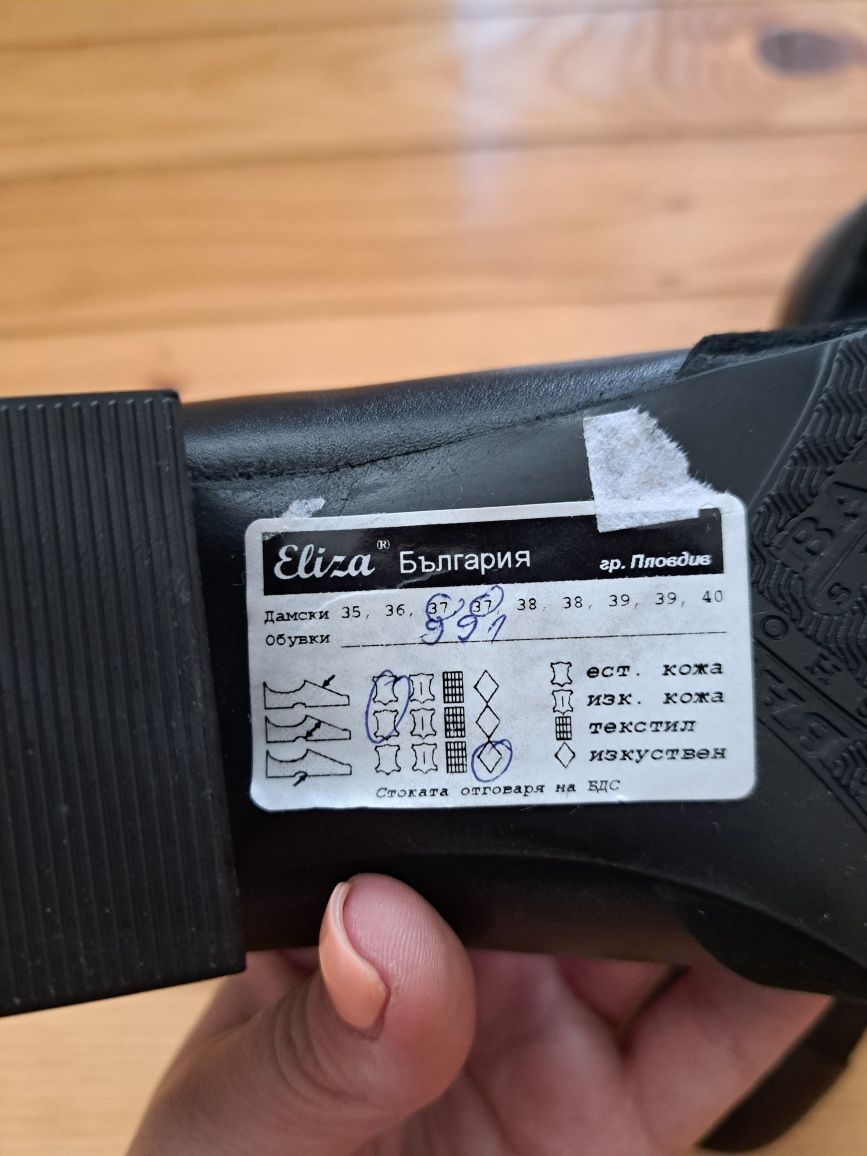 Eliza ® България гр. Пловдив
Дамски 35, 36, 37, 37, 38, 38, 39, 39, 40
Обувки 991
ест. кожа
изк. кожа
текстил
изкуствен
Стоката отговаря на БДС